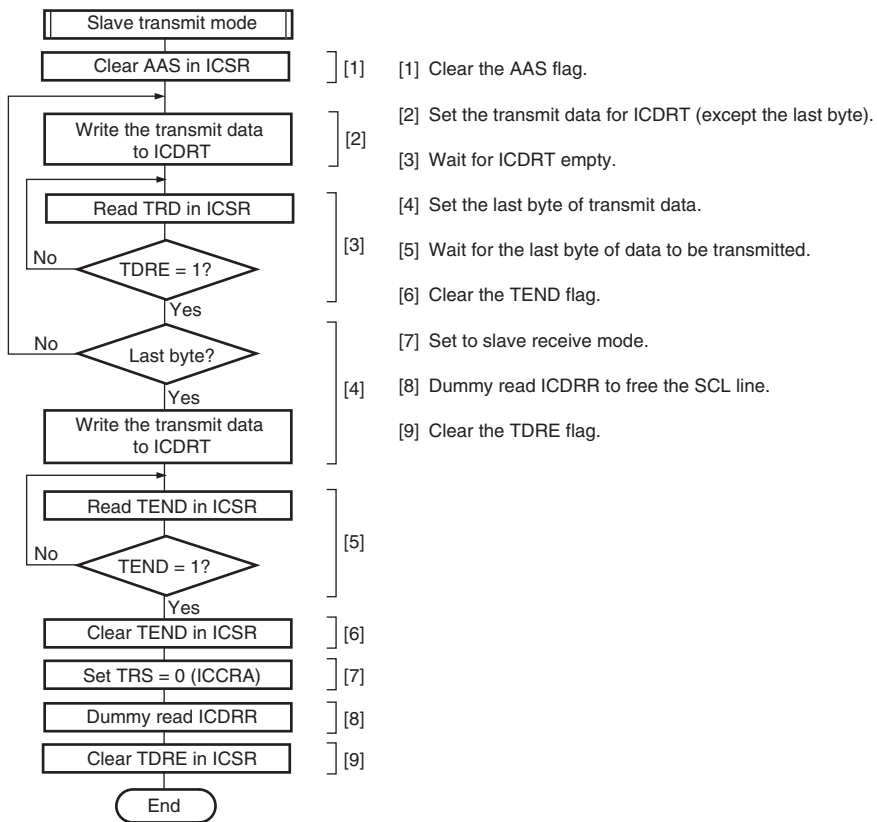 Slave transmit mode
Clear AAS in ICSR
[1]
[1] Clear the AAS flag.
[2] Set the transmit data for ICDRT (except the last byte).
Write the transmit data
to ICDRT
[2]
[3] Wait for ICDRT empty.
Read TRD in ICSR
[4] Set the last byte of transmit data.
[3]
[5] Wait for the last byte of data to be transmitted.
No
TDRE = 1?
[6] Clear the TEND flag.
Yes
No
Last byte?
[7] Set to slave receive mode.
[4]
[8] Dummy read ICDRR to free the SCL line.
Yes
Write the transmit data
to ICDRT
[9] Clear the TDRE flag.
Read TEND in ICSR
[5]
No
TEND = 1?
Yes
Clear TEND in ICSR
[6]
Set TRS = 0 (ICCRA)
[7]
Dummy read ICDRR
[8]
Clear TDRE in ICSR
[9]
End